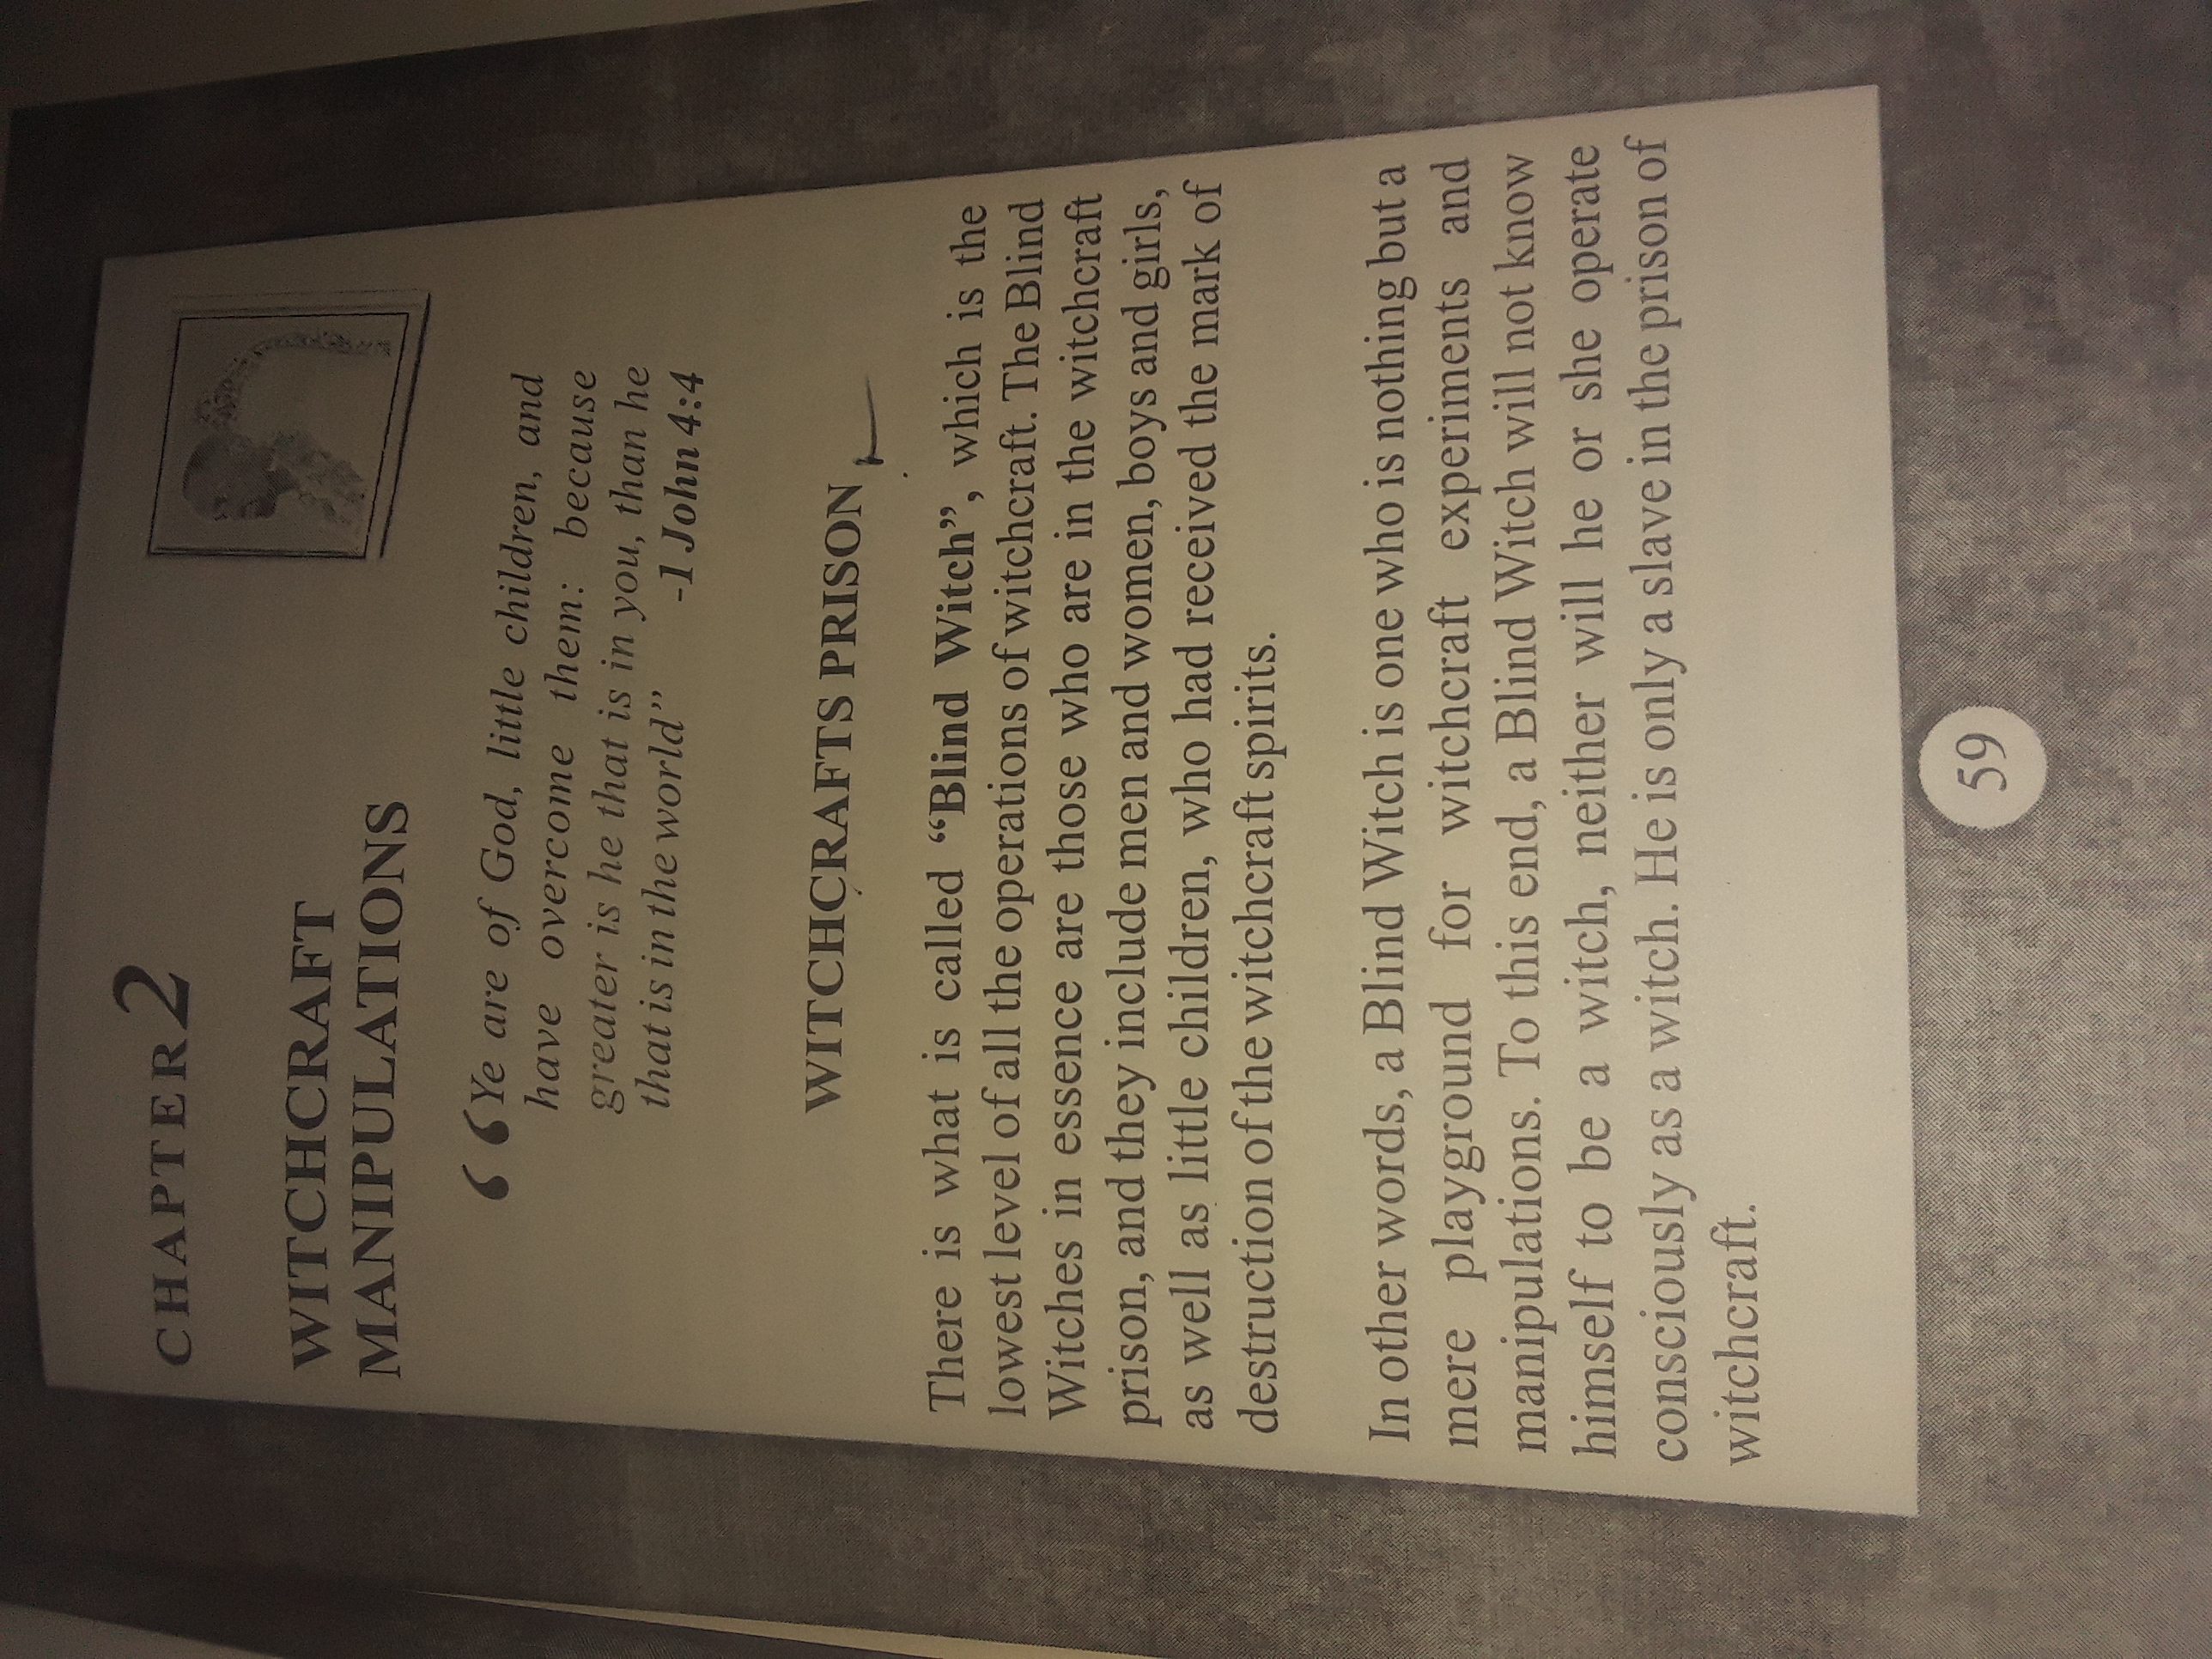 CHAPTER 2
WITCHCRAFT
MANIPULATIONS
“Ye are of God, little children, and
have overcome them: because
greater is he that is in you, than he
that is in the world” -1 John 4:4
WITCHCRAFTS PRISON
There is what is called “Blind Witch”, which is the
lowest level of all the operations of witchcraft. The Blind
Witches in essence are those who are in the witchcraft
prison, and they include men and women, boys and girls,
as well as little children, who had received the mark of
destruction of the witchcraft spirits.
In other words, a Blind Witch is one who is nothing but a
mere playground for witchcraft experiments and
manipulations. To this end, a Blind Witch will not know
himself to be a witch, neither will he or she operate
consciously as a witch. He is only a slave in the prison of
witchcraft.
59